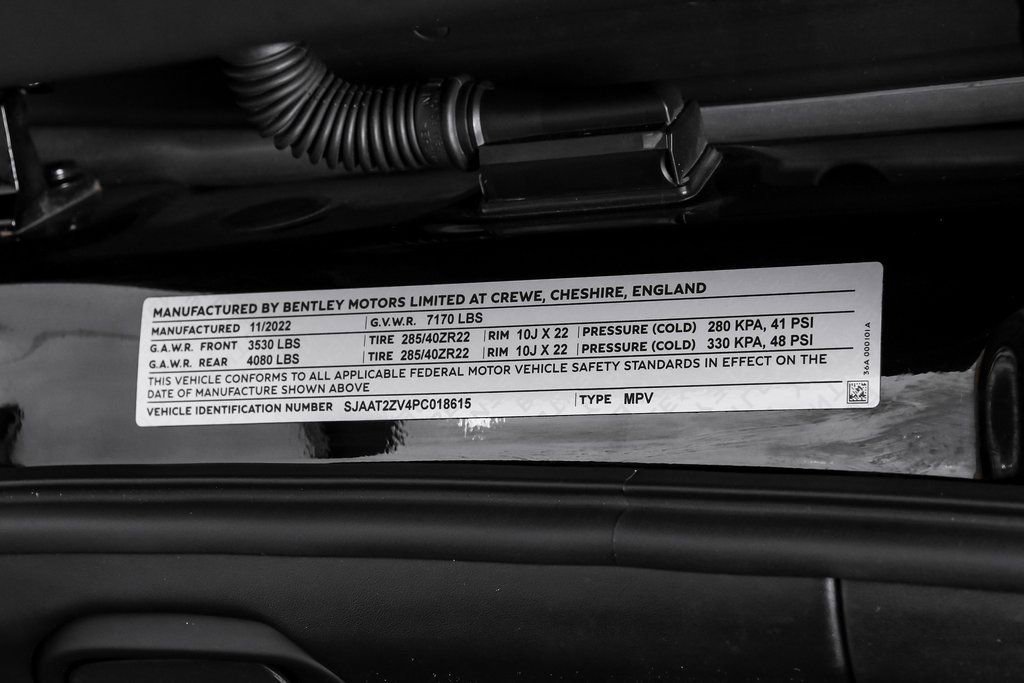 MANUFACTURED BY BENTLEY MOTORS LIMITED AT CREWE, CHESHIRE, ENGLAND
MANUFACTURED 11/2022 G.V.W.R. 7170 LBS
G.A.W.R. FRONT 3530 LBS TIRE 285/40ZR22 RIM 10J X 22 PRESSURE (COLD) 280 KPA, 41 PSI
G.A.W.R. REAR 4080 LBS TIRE 285/40ZR22 RIM 10J X 22 PRESSURE (COLD) 330 KPA, 48 PSI
THIS VEHICLE CONFORMS TO ALL APPLICABLE FEDERAL MOTOR VEHICLE SAFETY STANDARDS IN EFFECT ON THE
DATE OF MANUFACTURE SHOWN ABOVE
VEHICLE IDENTIFICATION NUMBER SJAAT2ZV4PC018615 TYPE MPV
36A 000101A